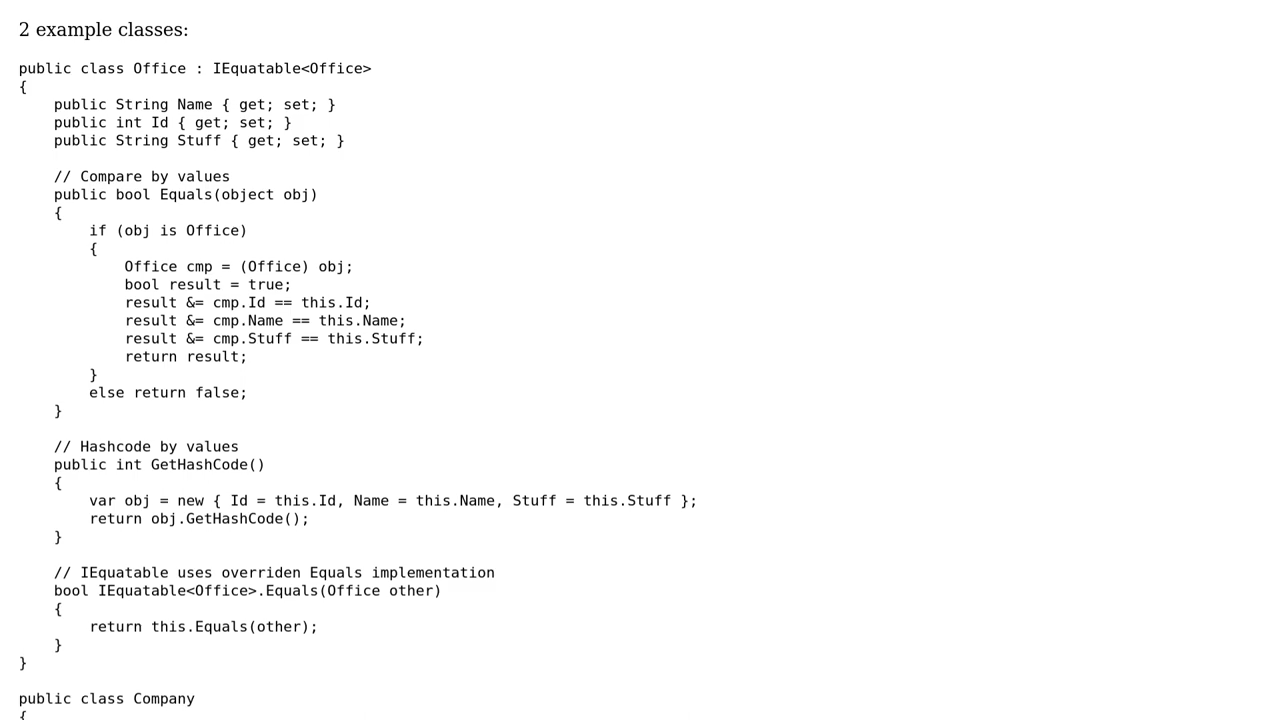 2 example classes:
public class Office : IEquatable<Office>
{
    public String Name { get; set; }
    public int Id { get; set; }
    public String Stuff { get; set; }

    // Compare by values
    public bool Equals(object obj)
    {
        if (obj is Office)
        {
            Office cmp = (Office) obj;
            bool result = true;
            result &= cmp.Id == this.Id;
            result &= cmp.Name == this.Name;
            result &= cmp.Stuff == this.Stuff;
            return result;
        }
        else return false;
    }

    // Hashcode by values
    public int GetHashCode()
    {
        var obj = new { Id = this.Id, Name = this.Name, Stuff = this.Stuff };
        return obj.GetHashCode();
    }

    // IEquatable uses overriden Equals implementation
    bool IEquatable<Office>.Equals(Office other)
    {
        return this.Equals(other);
    }
}

public class Company
{